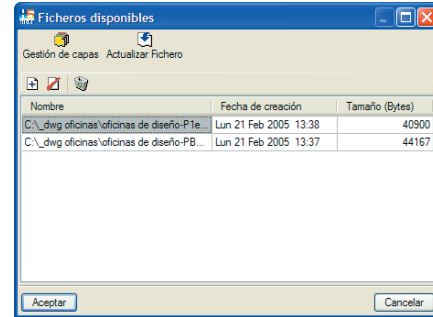 Ficheros disponibles
Gestión de capas Actualizar Fichero
Nombre Fecha de creación Tamaño (Bytes)
C:\_dwg oficinas\oficinas de diseño-P1e... Lun 21 Feb 2005 13:38 40900
C:\_dwg oficinas\oficinas de diseño-PB... Lun 21 Feb 2005 13:37 44167
Aceptar Cancelar